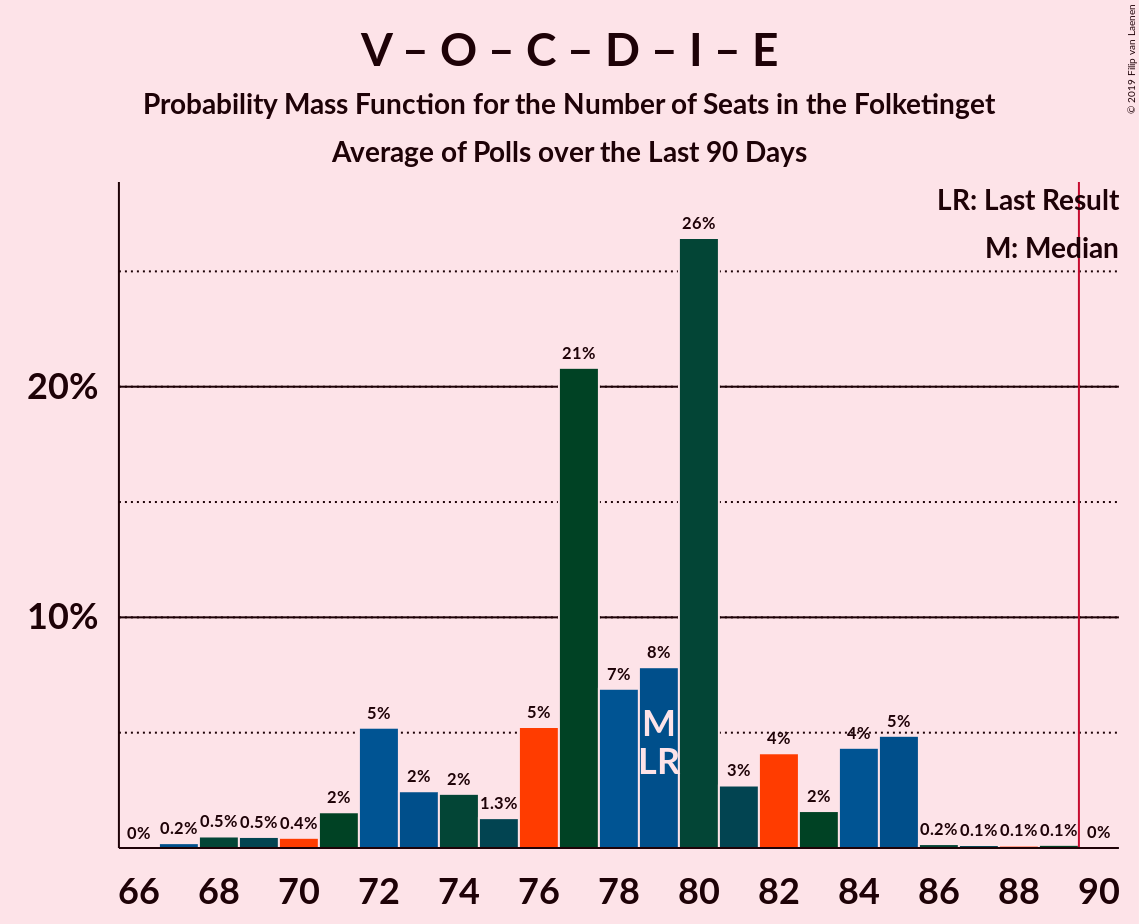 V – O – C – D – I – E
Probability Mass Function for the Number of Seats in the Folketinget
Average of Polls over the Last 90 Days
© 2019 Filip van Laenen
LR: Last Result
M: Median
20%
10%
0% 0.2% 0.5% 0.5% 0.4% 2% 5% 2% 2% 1.3% 5% 21% 7% 8% 26% 3% 4% 2% 4% 5% 0.2% 0.1% 0.1% 0.1% 0%
M
LR
66 68 70 72 74 76 78 80 82 84 86 88 90